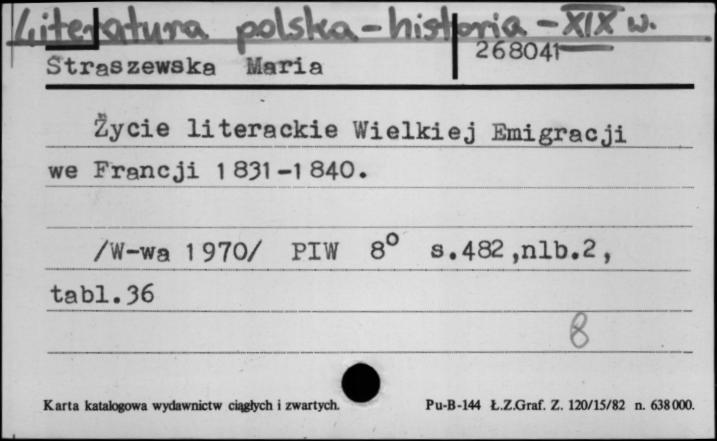 Literatura polska - historia - XIX w.
Straszewska Maria
268041
Życie literackie Wielkiej Emigracji
we Francji 1831-1840.
/W-wa 1970/ PIW 8° s.482,nlb.2,
tabl.36
8
Karta katalogowa wydawnictw ciągłych i zwartych.
Pu-B-144 Ł.Z.Graf. Z. 120/15/82 n. 638000.